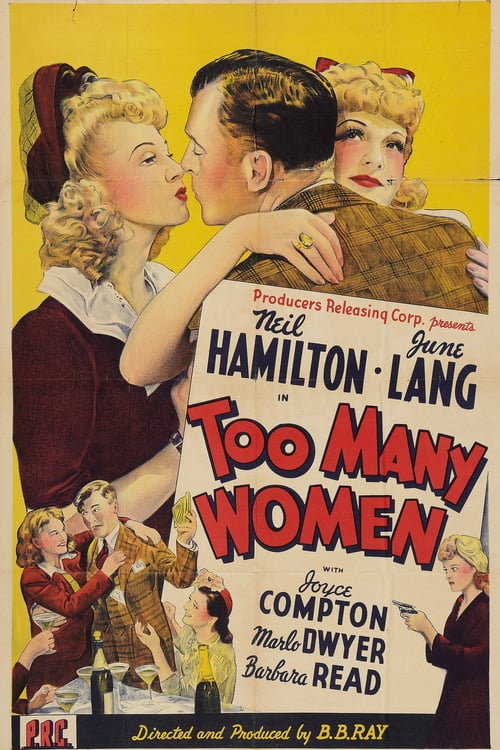 Producers Releasing Corp. presents
Neil June
HAMILTON · LANG
IN
TOO MANY
WOMEN
WITH
Joyce
COMPTON
Marlo DWYER
Barbara READ
P.R.C.
Directed and Produced by B.B.RAY